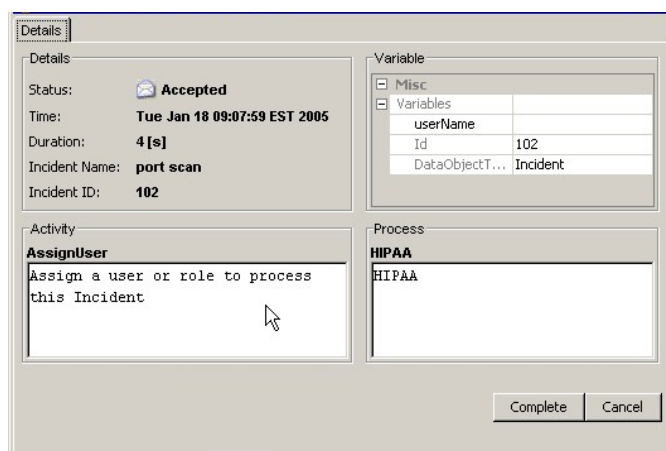 Details
Details
Status: Accepted
Time: Tue Jan 18 09:07:59 EST 2005
Duration: 4 [s]
Incident Name: port scan
Incident ID: 102
Variable
Misc
Variables
userName
Id 102
DataObjectT... Incident
Activity
AssignUser
Assign a user or role to process
this Incident
Process
HIPAA
HIPAA
Complete Cancel